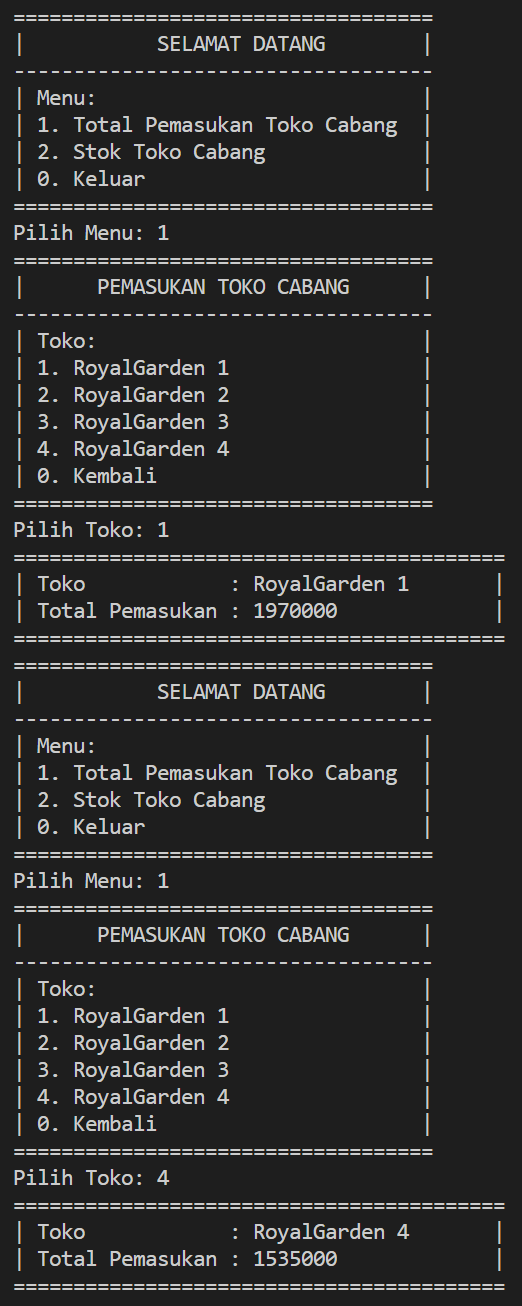 ===================================
|           SELAMAT DATANG        |
-----------------------------------
| Menu:                           |
| 1. Total Pemasukan Toko Cabang  |
| 2. Stok Toko Cabang             |
| 0. Keluar                       |
===================================
Pilih Menu: 1
===================================
|      PEMASUKAN TOKO CABANG      |
-----------------------------------
| Toko:                           |
| 1. RoyalGarden 1                |
| 2. RoyalGarden 2                |
| 3. RoyalGarden 3                |
| 4. RoyalGarden 4                |
| 0. Kembali                      |
===================================
Pilih Toko: 1
=========================================
| Toko            : RoyalGarden 1       |
| Total Pemasukan : 1970000             |
=========================================
===================================
|           SELAMAT DATANG        |
-----------------------------------
| Menu:                           |
| 1. Total Pemasukan Toko Cabang  |
| 2. Stok Toko Cabang             |
| 0. Keluar                       |
===================================
Pilih Menu: 1
===================================
|      PEMASUKAN TOKO CABANG      |
-----------------------------------
| Toko:                           |
| 1. RoyalGarden 1                |
| 2. RoyalGarden 2                |
| 3. RoyalGarden 3                |
| 4. RoyalGarden 4                |
| 0. Kembali                      |
===================================
Pilih Toko: 4
=========================================
| Toko            : RoyalGarden 4       |
| Total Pemasukan : 1535000             |
=========================================